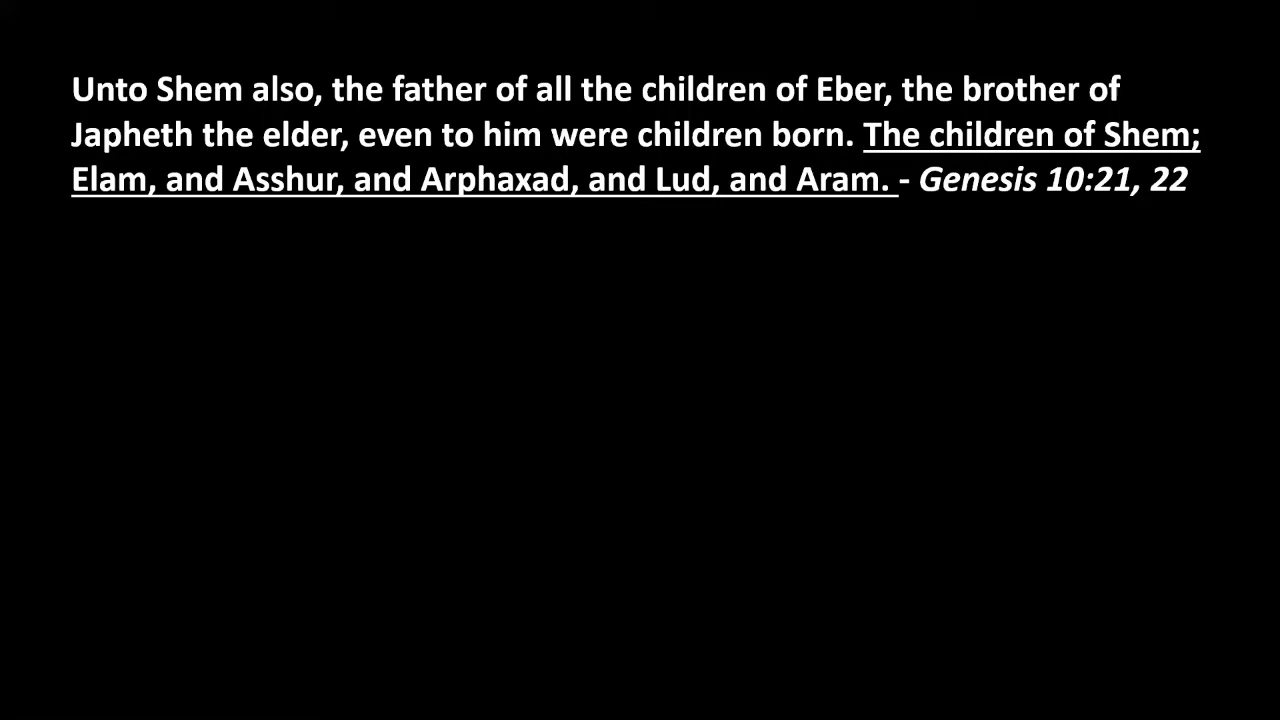 Unto Shem also, the father of all the children of Eber, the brother of
Japheth the elder, even to him were children born. The children of Shem;
Elam, and Asshur, and Arphaxad, and Lud, and Aram. - Genesis 10:21, 22